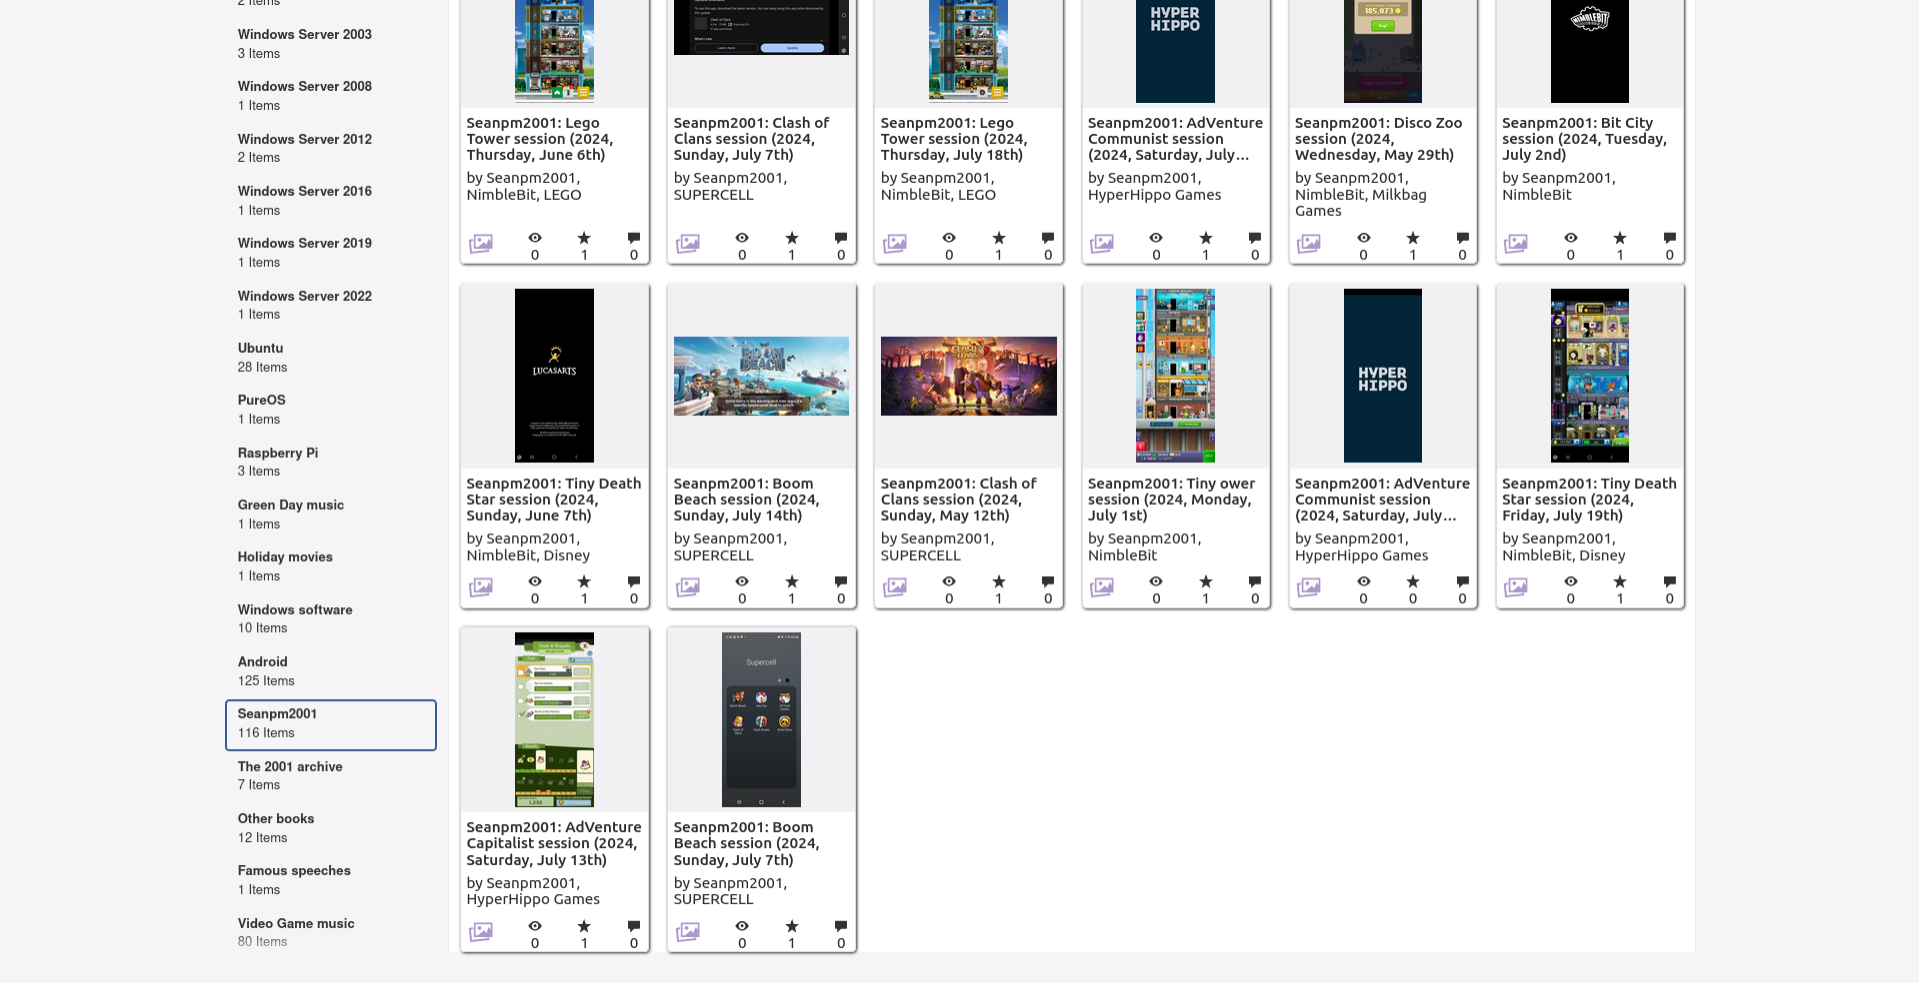 2 Items
Windows Server 2003
3 Items
Windows Server 2008
1 Items
Windows Server 2012
2 Items
Windows Server 2016
1 Items
Windows Server 2019
1 Items
Windows Server 2022
1 Items
Ubuntu
28 Items
PureOS
1 Items
Raspberry Pi
3 Items
Green Day music
1 Items
Holiday movies
1 Items
Windows software
10 Items
Android
125 Items
Seanpm2001
116 Items
The 2001 archive
7 Items
Other books
12 Items
Famous speeches
1 Items
Video Game music
80 Items
Seanpm2001: Lego
Tower session (2024,
Thursday, June 6th)
by Seanpm2001,
NimbleBit, LEGO
0 1 0
Learn more Update
Seanpm2001: Clash of
Clans session (2024,
Sunday, July 7th)
by Seanpm2001,
SUPERCELL
0 1 0
Seanpm2001: Lego
Tower session (2024,
Thursday, July 18th)
by Seanpm2001,
NimbleBit, LEGO
0 1 0
HYPER
HIPPO
Seanpm2001: AdVenture
Communist session
(2024, Saturday, July...
by Seanpm2001,
HyperHippo Games
0 1 0
185,073
Seanpm2001: Disco Zoo
session (2024,
Wednesday, May 29th)
by Seanpm2001,
NimbleBit, Milkbag
Games
0 1 0
NIMBLEBIT
Seanpm2001: Bit City
session (2024, Tuesday,
July 2nd)
by Seanpm2001,
NimbleBit
0 1 0
LUCASARTS
Seanpm2001: Tiny Death
Star session (2024,
Sunday, June 7th)
by Seanpm2001,
NimbleBit, Disney
0 1 0
BOOM
BEACH
Seanpm2001: Boom
Beach session (2024,
Sunday, July 14th)
by Seanpm2001,
SUPERCELL
0 1 0
Seanpm2001: Clash of
Clans session (2024,
Sunday, May 12th)
by Seanpm2001,
SUPERCELL
0 1 0
Seanpm2001: Tiny ower
session (2024, Monday,
July 1st)
by Seanpm2001,
NimbleBit
0 1 0
HYPER
HIPPO
Seanpm2001: AdVenture
Communist session
(2024, Saturday, July...
by Seanpm2001,
HyperHippo Games
0 0 0
Seanpm2001: Tiny Death
Star session (2024,
Friday, July 19th)
by Seanpm2001,
NimbleBit, Disney
0 1 0
Seanpm2001: AdVenture
Capitalist session (2024,
Saturday, July 13th)
by Seanpm2001,
HyperHippo Games
0 1 0
Supercell
Seanpm2001: Boom
Beach session (2024,
Sunday, July 7th)
by Seanpm2001,
SUPERCELL
0 1 0